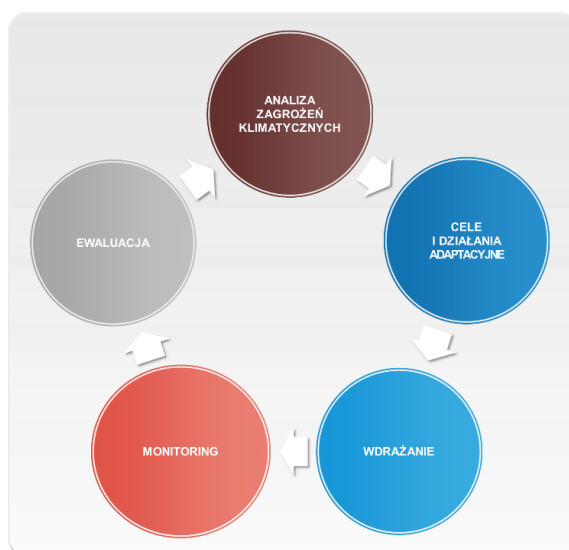 ANALIZA
ZAGROŻEŃ
KLIMATYCZNYCH
CELE
I DZIAŁANIA
ADAPTACYJNE
WDRAŻANIE
MONITORING
EWALUACJA